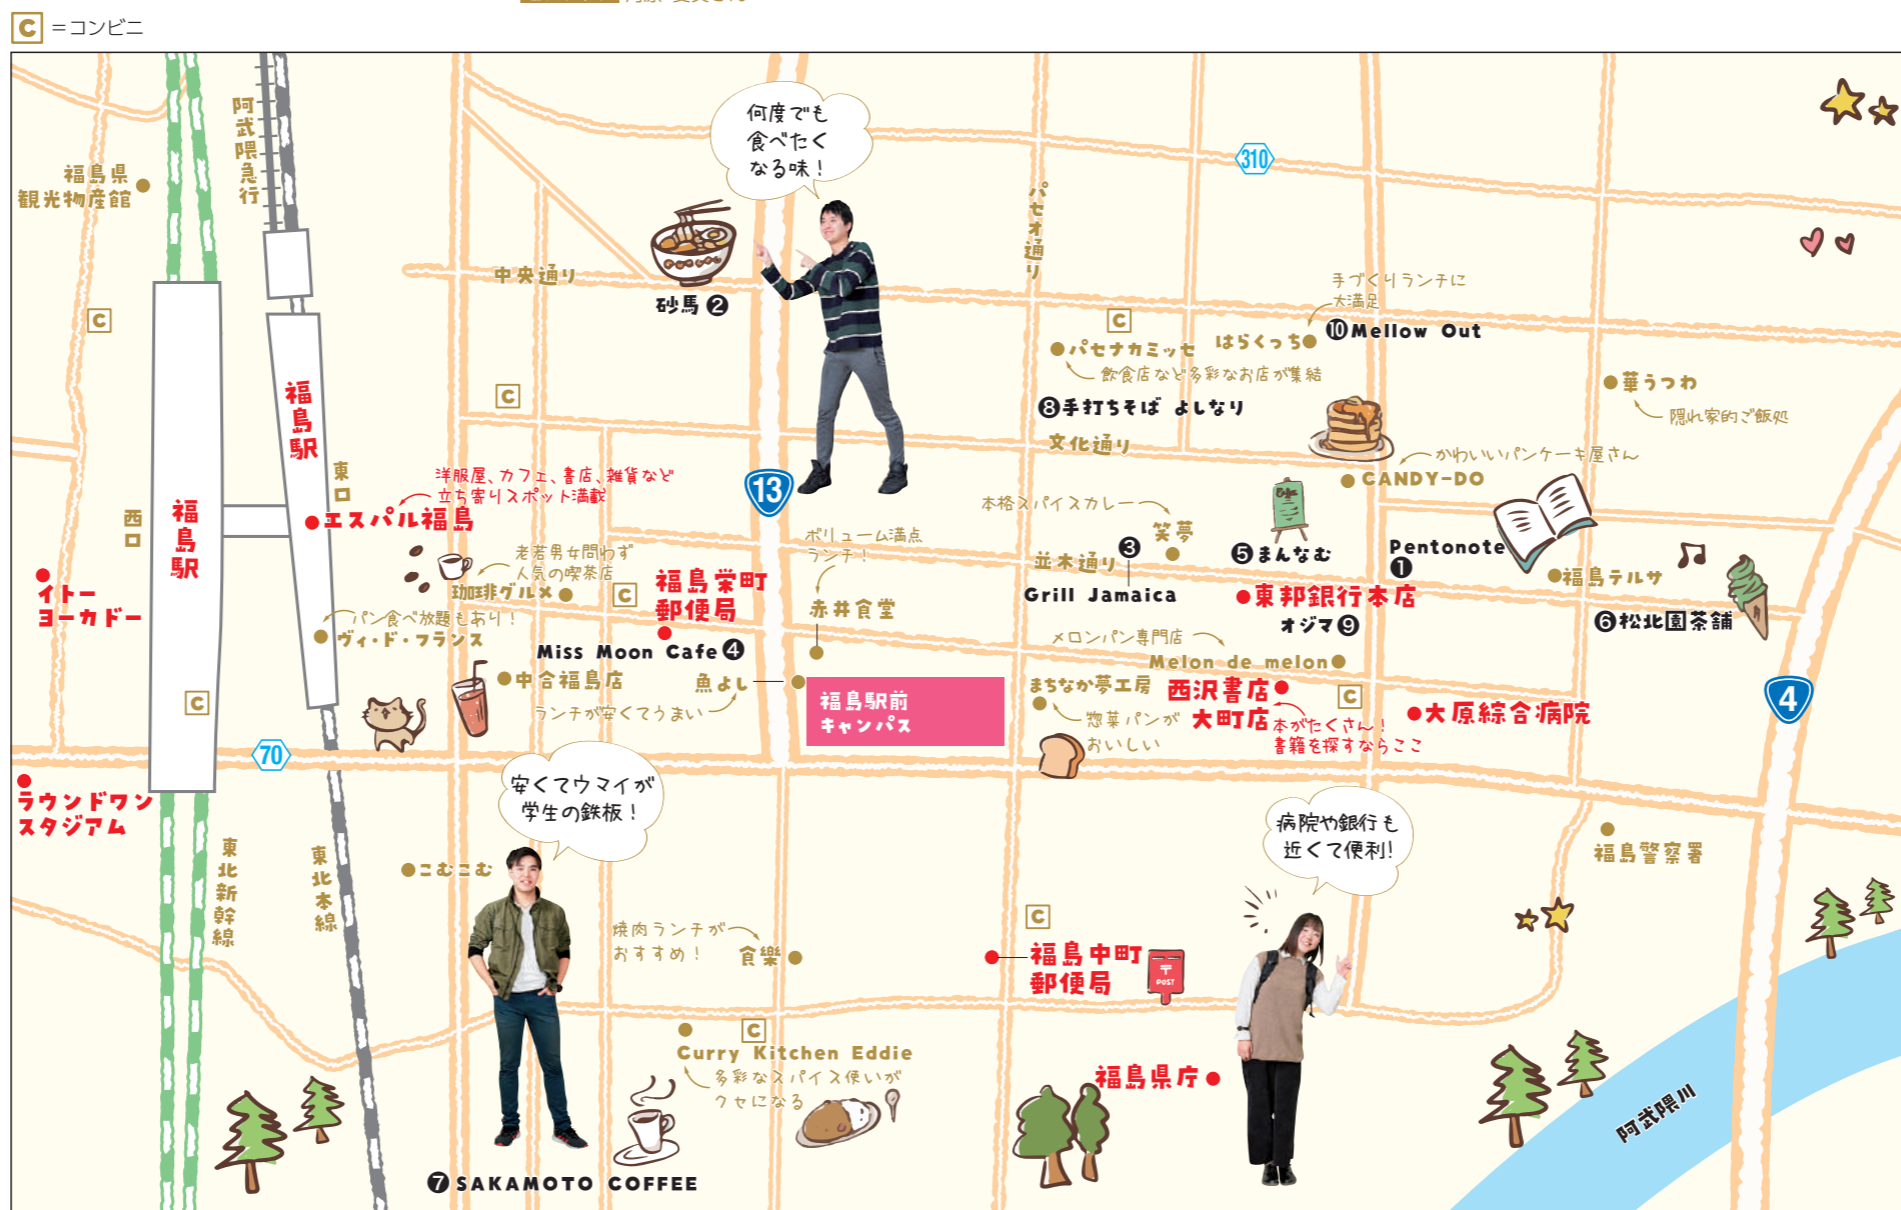 C =コンビニ
阿武隈急行
福島県
観光物産館
何度でも
食べたく
なる味!
310
パセオ通り
中央通り
砂馬 ❷
手づくりランチに
大満足
❿Mellow Out
C
C
パセナカミッセ
はらくっち
飲食店など多彩なお店が集結
華うつわ
隠れ家的ご飯処
福島駅
C
❽手打ちそば よしなり
文化通り
かわいいパンケーキ屋さん
CANDY-DO
東口
洋服屋、カフェ、書店、雑貨など
立ち寄りスポット満載
エスパル福島
13
西口
福島駅
本格スパイスカレー
笑夢
ボリューム満点
ランチ!
赤井食堂
並木通り
❸
Grill Jamaica
❺まんなむ
Pentonote
❶
福島テルサ
老若男女問わず
人気の喫茶店
珈琲グルメ
C
福島栄町
郵便局
イトー
ヨーカドー
東邦銀行本店
オジマ❾
❻松北園茶舗
パン食べ放題もあり!
ヴィ・ド・フランス
Miss Moon Cafe❹
メロンパン専門店
Melon de melon
中合福島店
魚よし
ランチが安くてうまい
福島駅前
キャンパス
まちなか夢工房
惣菜パンが
おいしい
西沢書店
大町店
本がたくさん!
書籍を探すならここ
C
大原綜合病院
4
C
70
ラウンドワン
スタジアム
安くてウマイが
学生の鉄板!
病院や銀行も
近くて便利!
福島警察署
東北新幹線
東北本線
こむこむ
焼肉ランチが
おすすめ!
食樂
C
福島中町
郵便局
〒
POST
C
Curry Kitchen Eddie
多彩なスパイス使いが
クセになる
福島県庁
阿武隈川
❼SAKAMOTO COFFEE